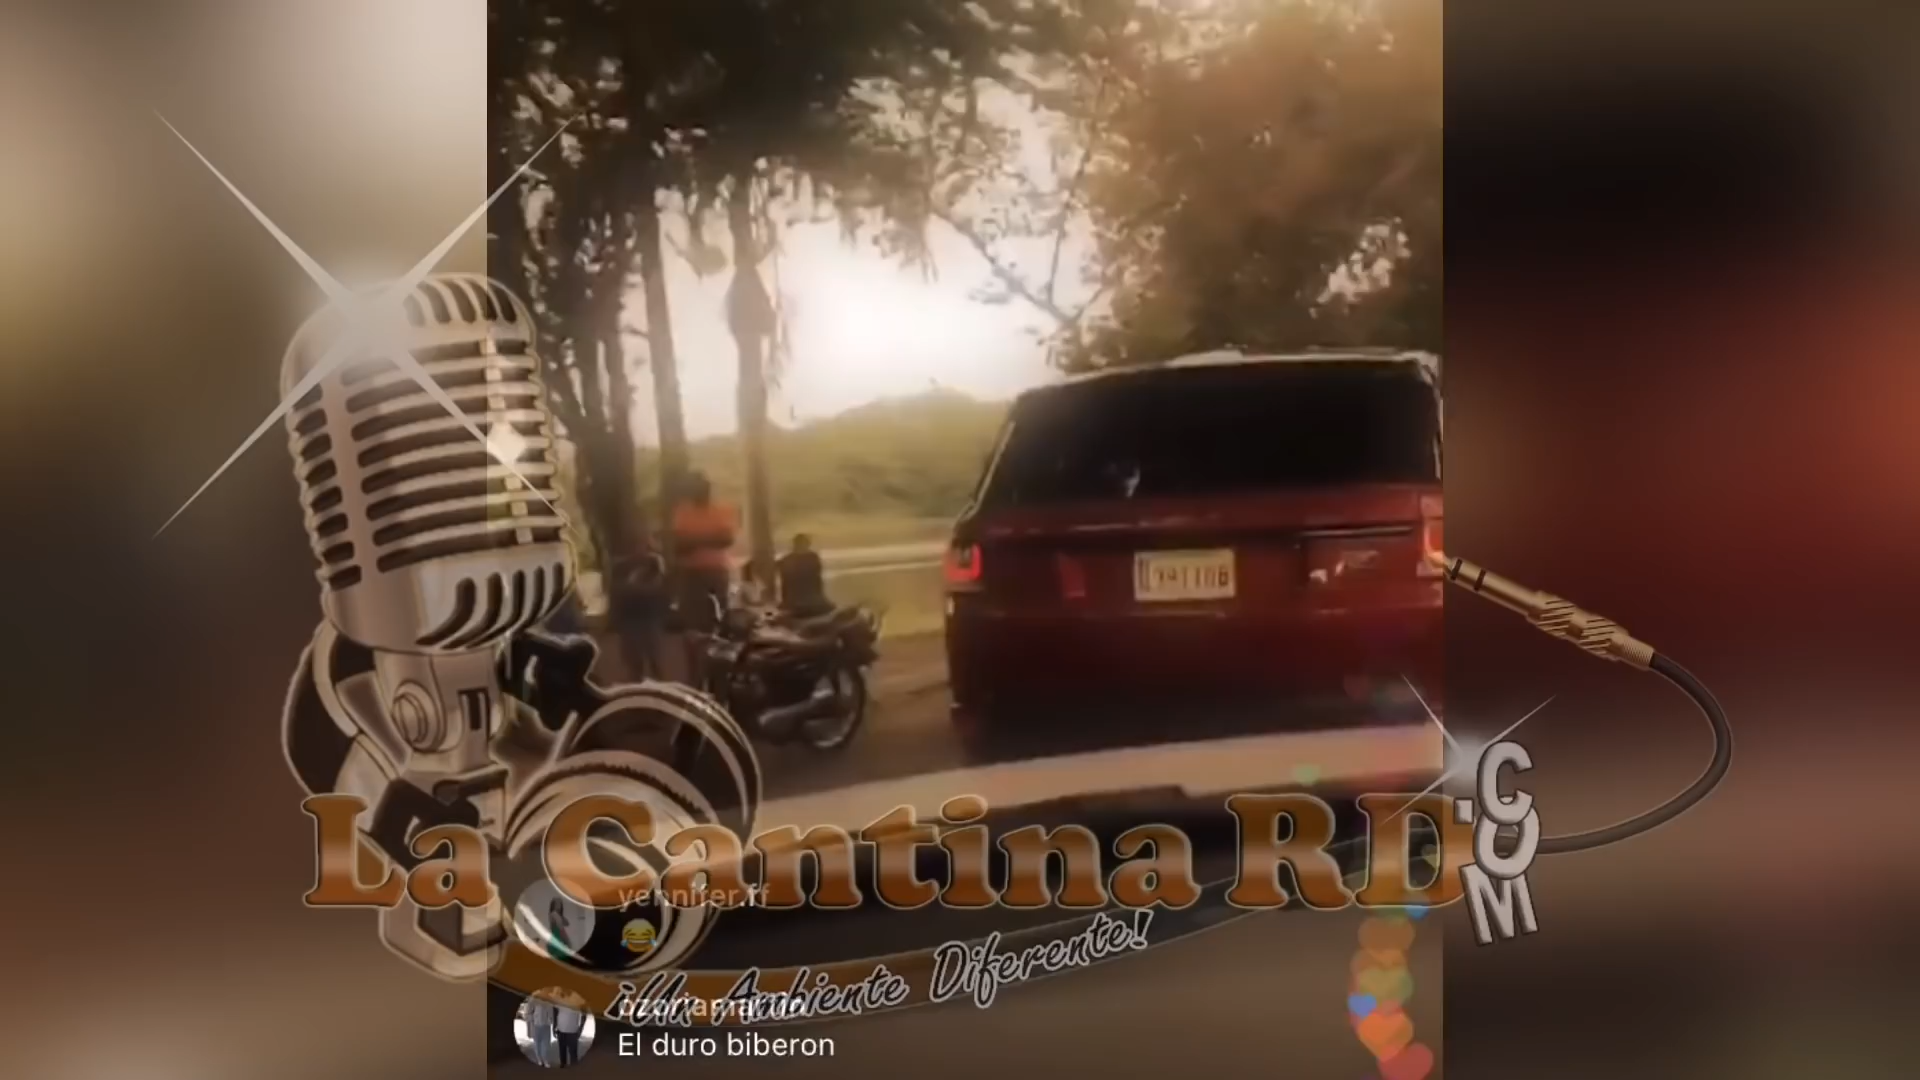 La Cantina RD
.COM
yennifer.ff
😂
¡Un Ambiente Diferente!
El duro biberon